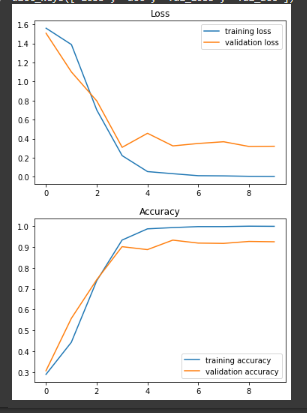 Loss
training loss
validation loss
1.6
1.4
1.2
1.0
0.8
0.6
0.4
0.2
0.0
0 2 4 6 8
Accuracy
1.0
0.9
0.8
0.7
0.6
0.5
0.4
0.3
training accuracy
validation accuracy
0 2 4 6 8